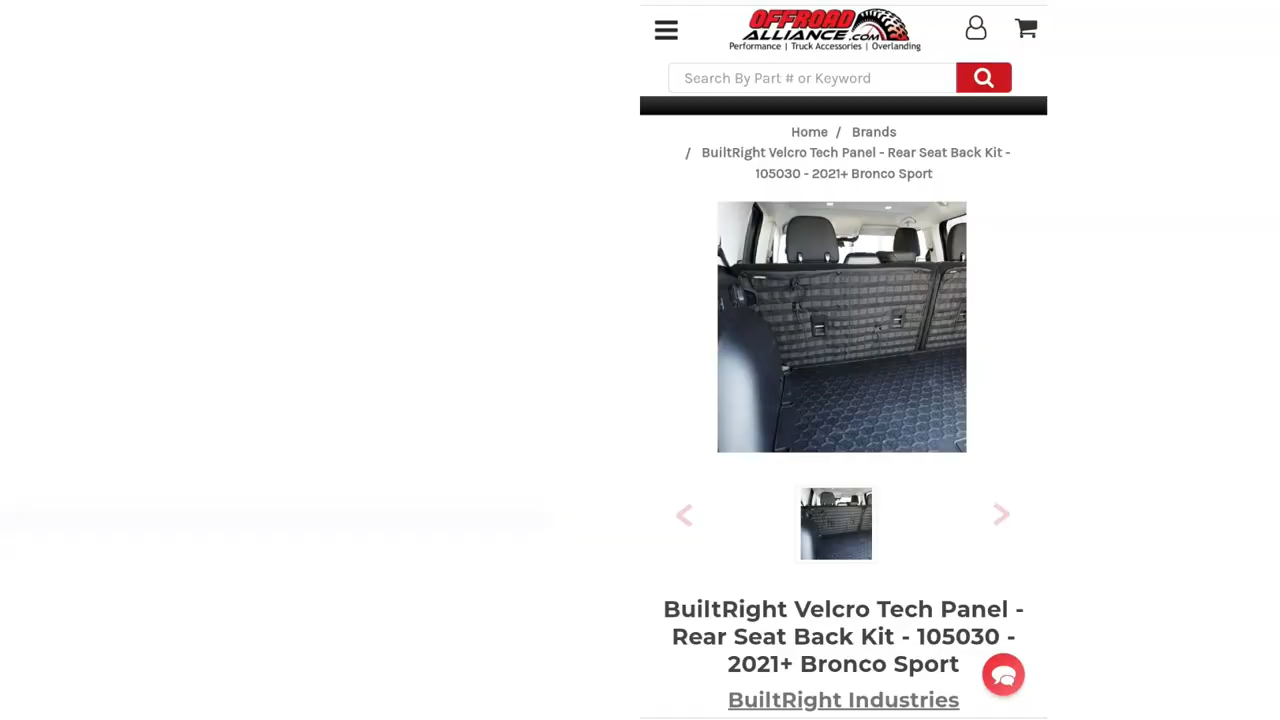 OFFROAD
ALLIANCE.COM
Performance | Truck Accessories | Overlanding
Search By Part # or Keyword
Home / Brands
/ BuiltRight Velcro Tech Panel - Rear Seat Back Kit -
105030 - 2021+ Bronco Sport
BuiltRight Velcro Tech Panel -
Rear Seat Back Kit - 105030 -
2021+ Bronco Sport
BuiltRight Industries